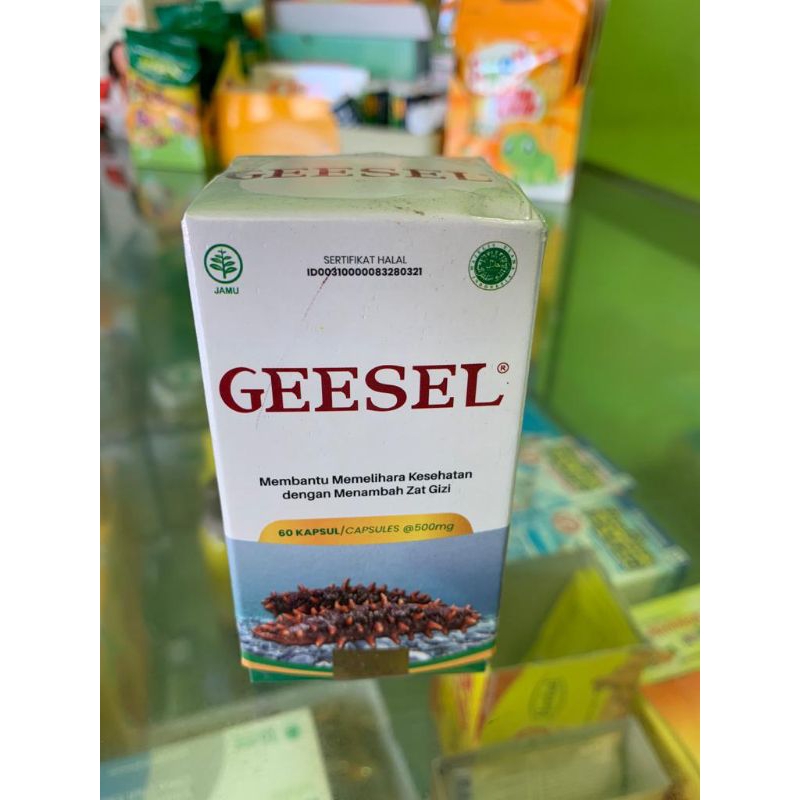 GEESEL
JAMU
SERTIFIKAT HALAL
ID00310000083280321
GEESEL®
Membantu Memelihara Kesehatan
dengan Menambah Zat Gizi
60 KAPSUL/CAPSULES @500mg